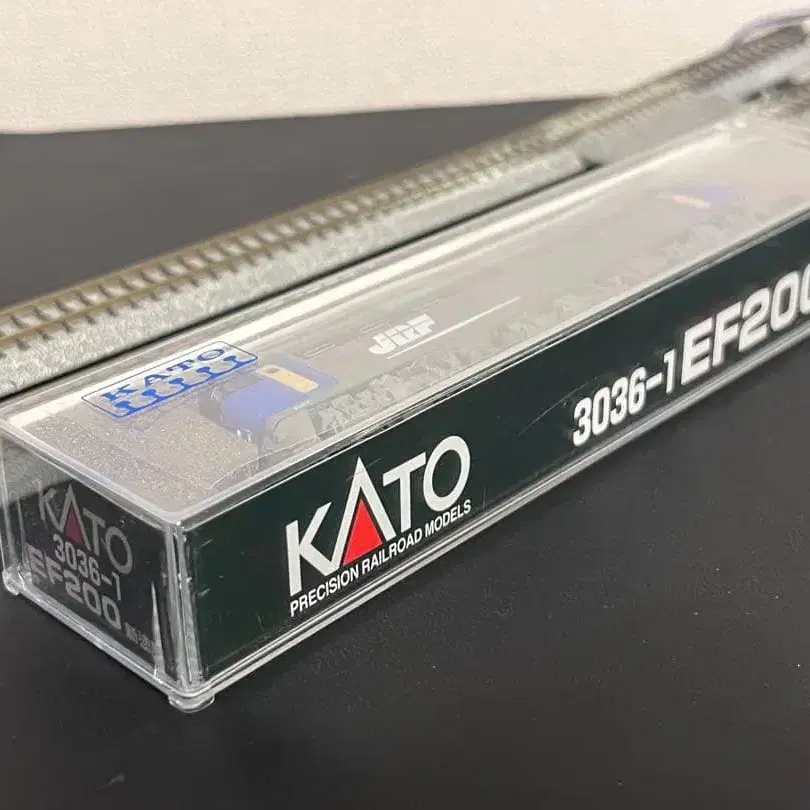 KATO
JRF
3036-1 EF200
KATO
PRECISION RAILROAD MODELS
KATO
3036-1
EF200